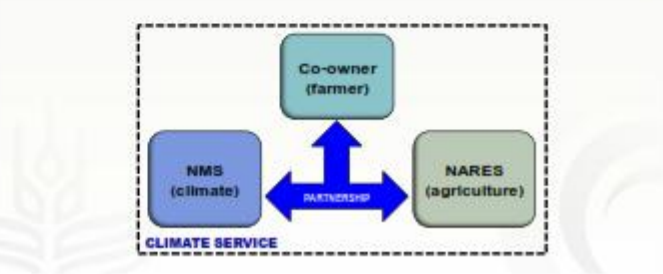 Co-owner
(farmer)
NMS
(climate)
PARTNERSHIP
NARES
(agriculture)
CLIMATE SERVICE